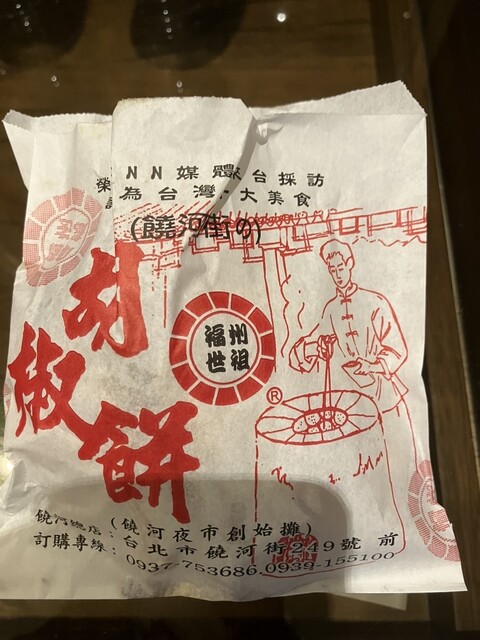 榮
NN媒體
台採訪
為台灣十大美食
(饒河街の)
胡椒餅
福州
世祖
®
(饒河夜市創始攤)
饒河總店：台北市饒河街249號 前
訂購專線：0937-753686.0939-155100